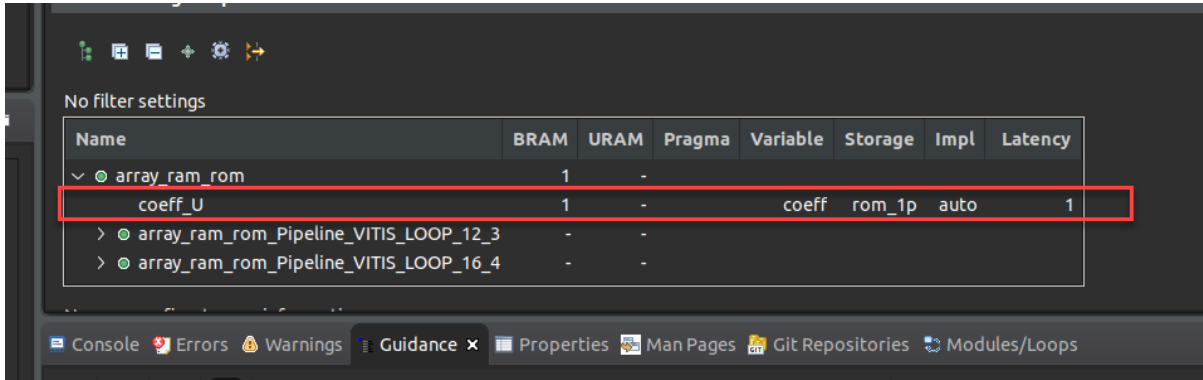 No filter settings
Name BRAM URAM Pragma Variable Storage Impl Latency
array_ram_rom 1 -
coeff_U 1 - coeff rom_1p auto 1
array_ram_rom_Pipeline_VITIS_LOOP_12_3 - -
array_ram_rom_Pipeline_VITIS_LOOP_16_4 - -
Console Errors Warnings Guidance Properties Man Pages Git Repositories Modules/Loops